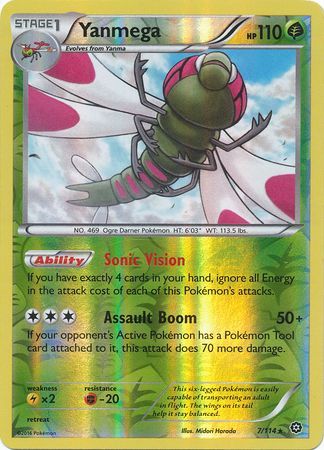 STAGE1
Yanmega
HP110
Evolves from Yanma
NO. 469 Ogre Darner Pokémon. HT: 6'03" WT: 113.5 lbs.
Ability Sonic Vision
If you have exactly 4 cards in your hand, ignore all Energy
in the attack cost of each of this Pokémon's attacks.
Assault Boom 50+
If your opponent's Active Pokémon has a Pokémon Tool
card attached to it, this attack does 70 more damage.
weakness
×2
resistance
-20
retreat
This six-legged Pokémon is easily
capable of transporting an adult
in flight. The wings on its tail
help it stay balanced.
©2016 Pokémon
Illus. Midori Harada
7/114★